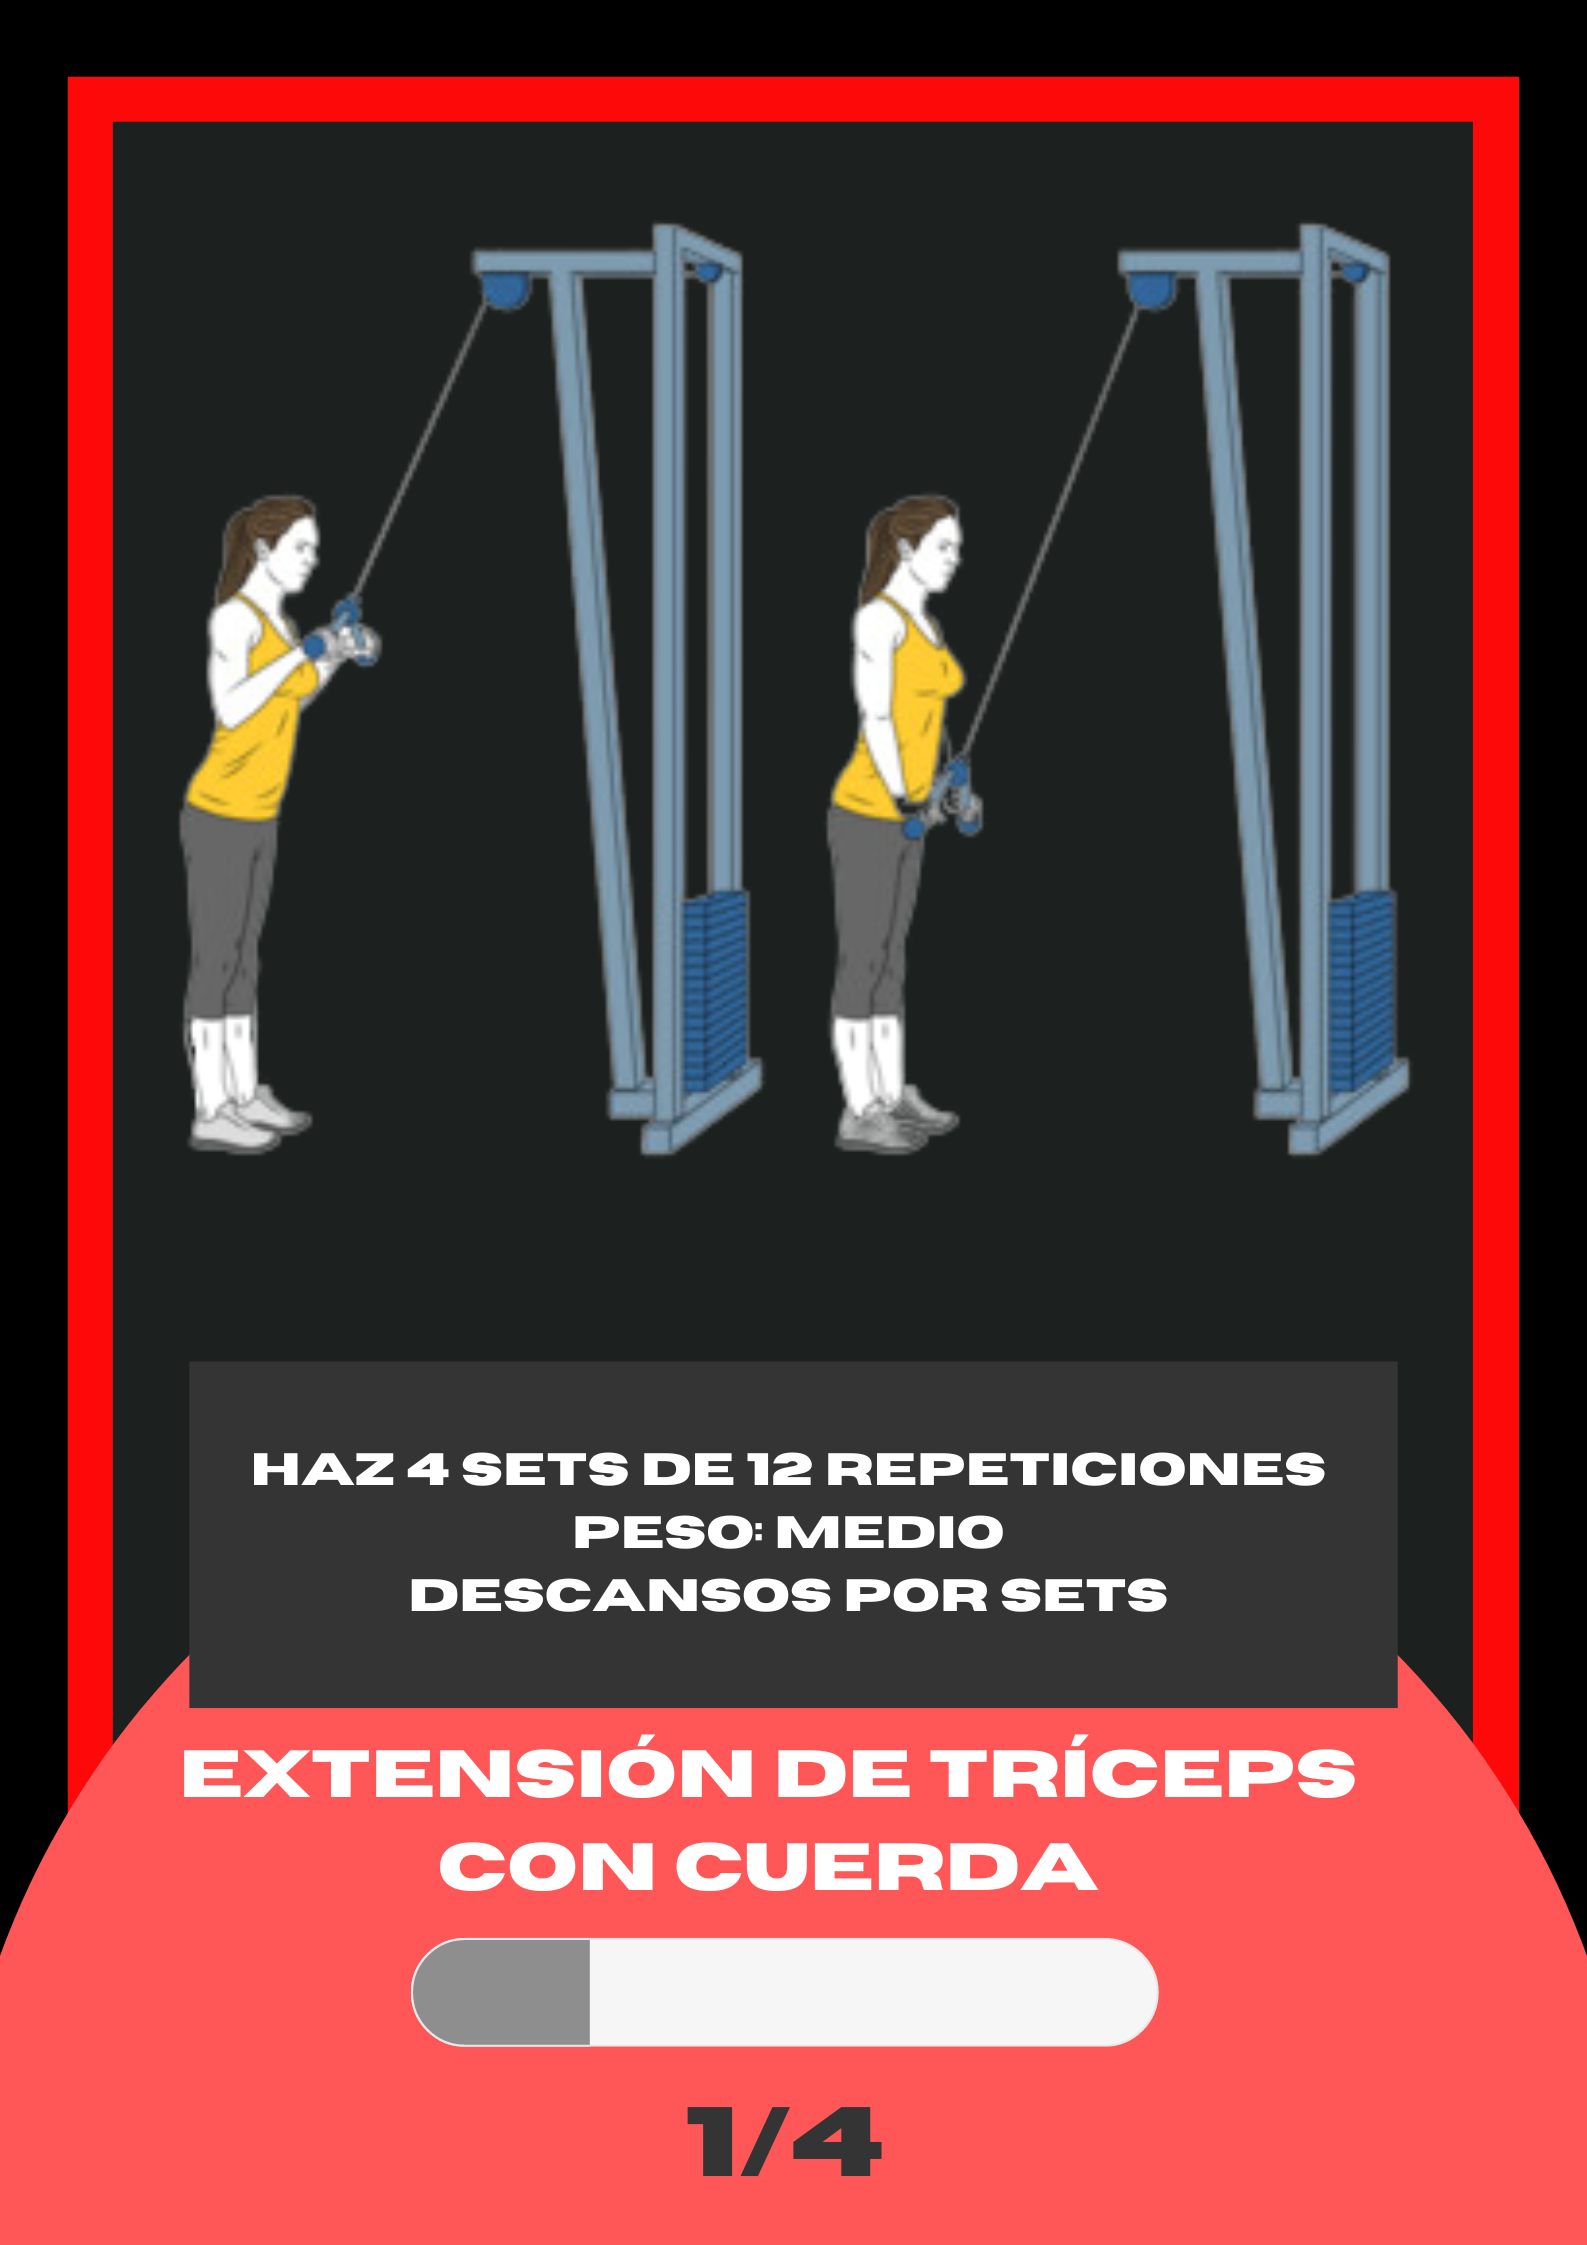 HAZ 4 SETS DE 12 REPETICIONES
PESO: MEDIO
DESCANSOS POR SETS
EXTENSIÓN DE TRÍCEPS
CON CUERDA
1/4